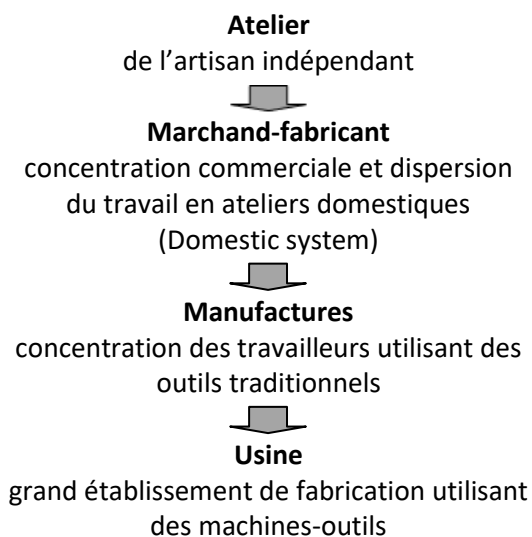 Atelier
de l’artisan indépendant
Marchand-fabricant
concentration commerciale et dispersion
du travail en ateliers domestiques
(Domestic system)
Manufactures
concentration des travailleurs utilisant des
outils traditionnels
Usine
grand établissement de fabrication utilisant
des machines-outils